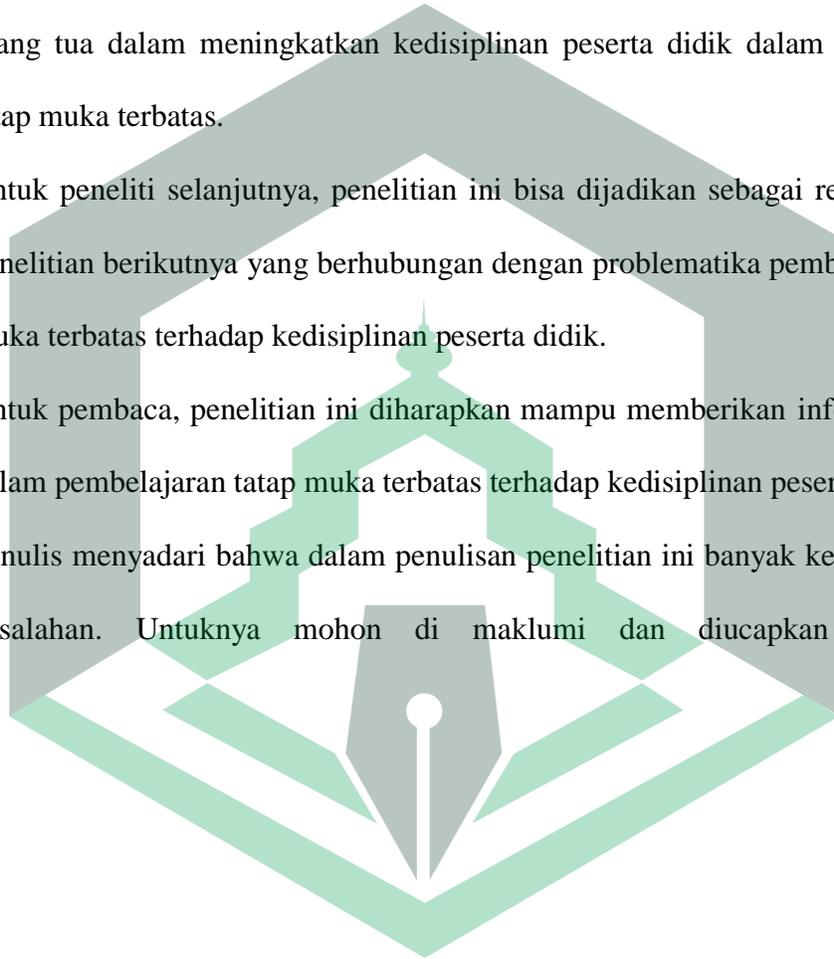 ang tua dalam meningkatkan kedisiplinan peserta didik dalam
ap muka terbatas.
ntuk peneliti selanjutnya, penelitian ini bisa dijadikan sebagai re
nelitian berikutnya yang berhubungan dengan problematika pemb
uka terbatas terhadap kedisiplinan peserta didik.
ntuk pembaca, penelitian ini diharapkan mampu memberikan inf
lam pembelajaran tatap muka terbatas terhadap kedisiplinan peser
nulis menyadari bahwa dalam penulisan penelitian ini banyak ke
salahan. Untuknya mohon di maklumi dan diucapkan